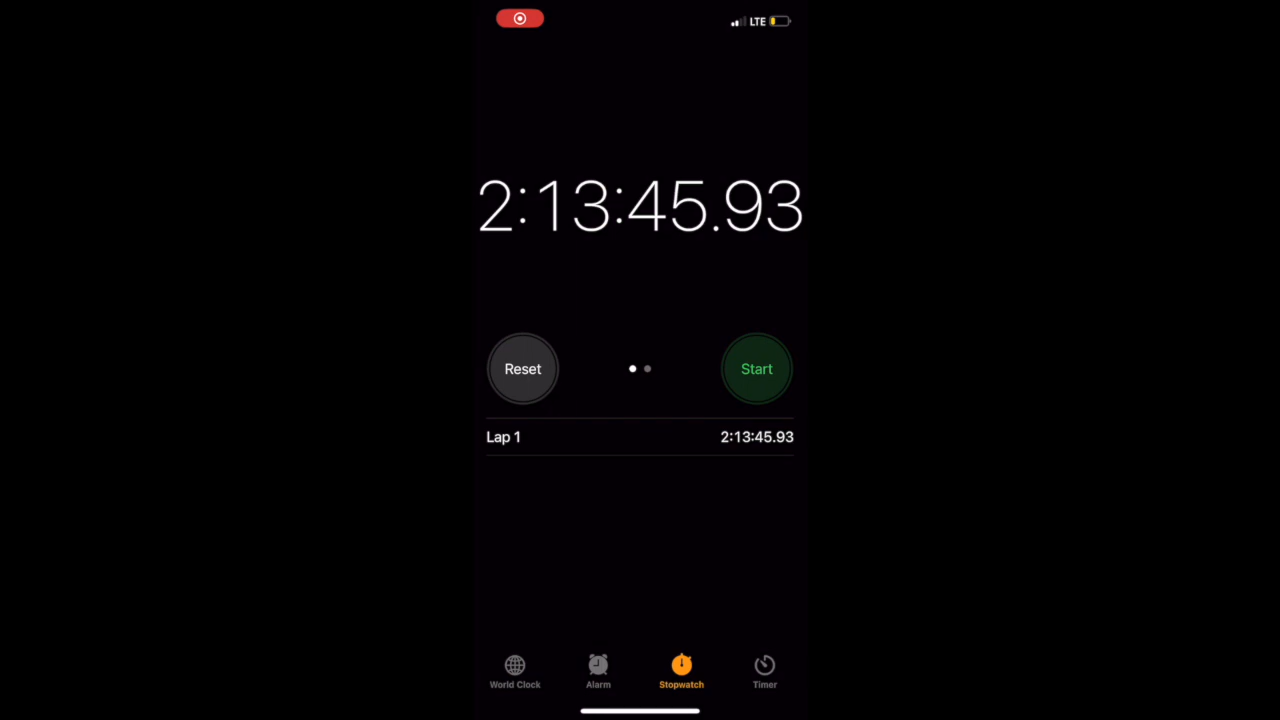 LTE
2:13:45.93
Reset
Start
Lap 1 2:13:45.93
World Clock Alarm Stopwatch Timer